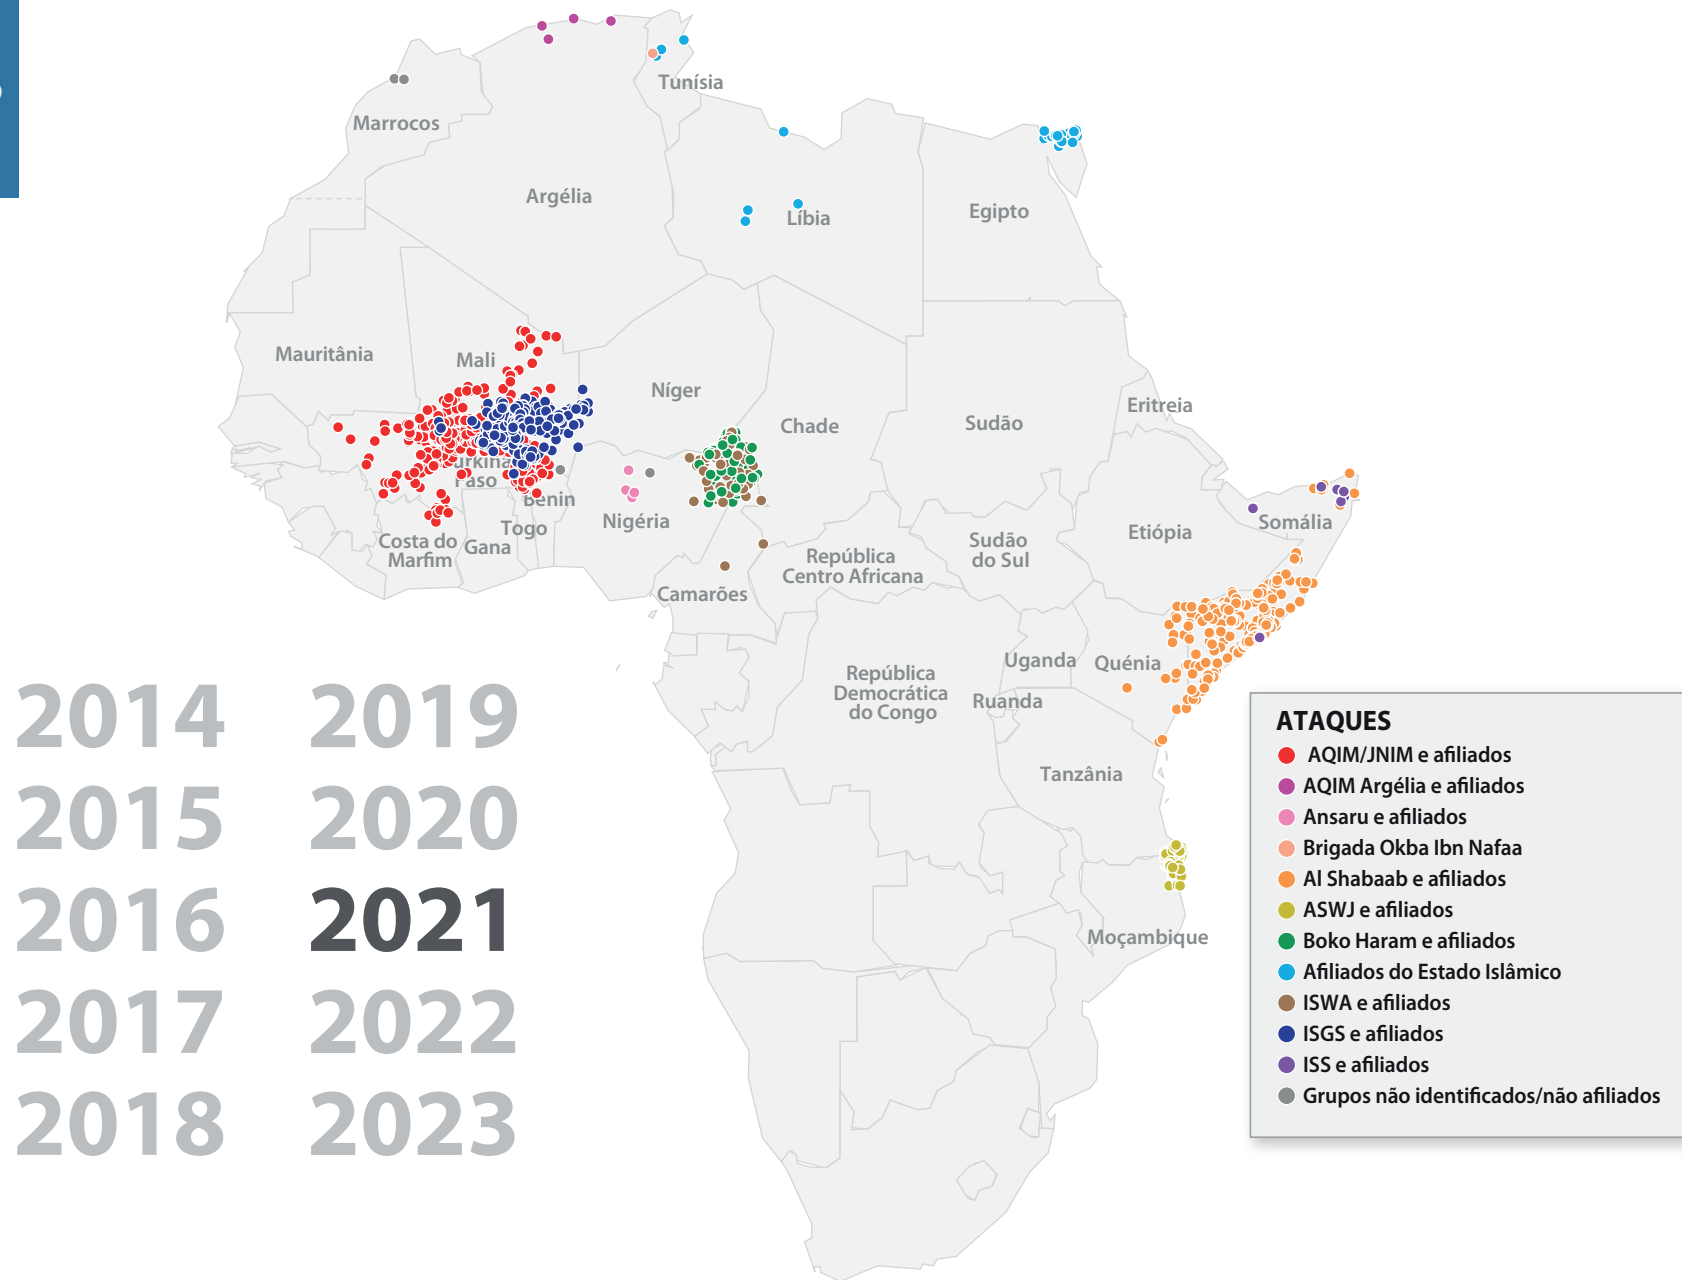 Tunísia
Marrocos
Argélia
Líbia
Egipto
Mauritânia
Mali
Níger
Chade
Sudão
Eritreia
Faso
Benin
Togo
Nigéria
Costa do
Marfim
Gana
Camarões
República
Centro Africana
Sudão
do Sul
Etiópia
Somália
Uganda
Quénia
República
Democrática
do Congo
Ruanda
Tanzânia
Moçambique
2014
2015
2016
2017
2018
2019
2020
2021
2022
2023
ATAQUES
AQIM/JNIM e afiliados
AQIM Argélia e afiliados
Ansaru e afiliados
Brigada Okba Ibn Nafaa
Al Shabaab e afiliados
ASWJ e afiliados
Boko Haram e afiliados
Afiliados do Estado Islâmico
ISWA e afiliados
ISGS e afiliados
ISS e afiliados
Grupos não identificados/não afiliados